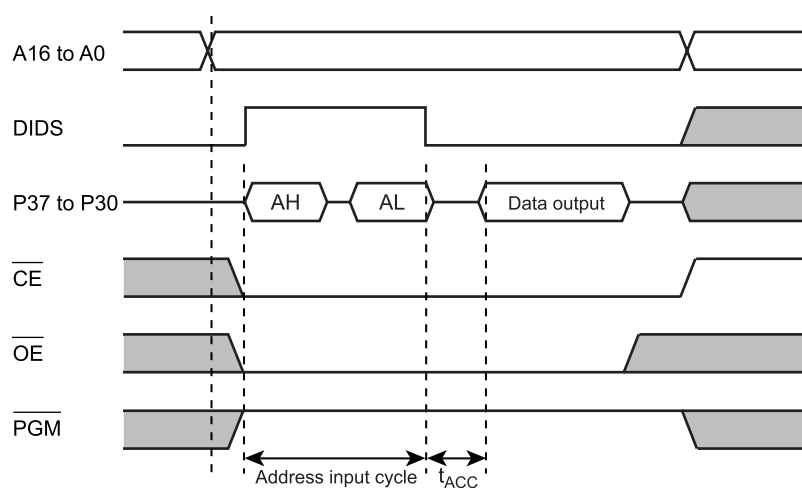 A16 to A0
DIDS
P37 to P30
AH
AL
Data output
CE
OE
PGM
Address input cycle
tACC